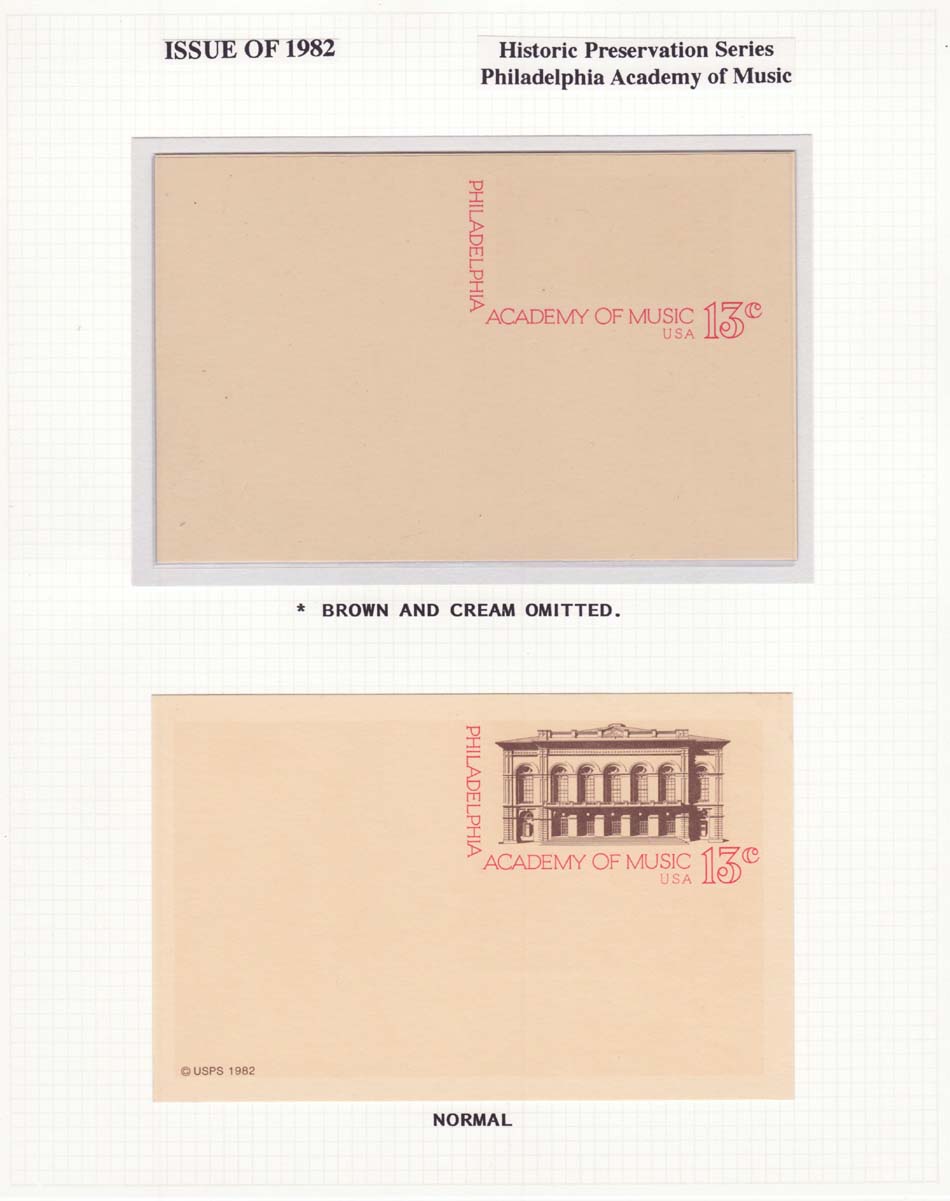 ISSUE OF 1982
Historic Preservation Series
Philadelphia Academy of Music
PHILADELPHIA
ACADEMY OF MUSIC 13c
USA
* BROWN AND CREAM OMITTED.
PHILADELPHIA
ACADEMY OF MUSIC 13c
USA
© USPS 1982
NORMAL